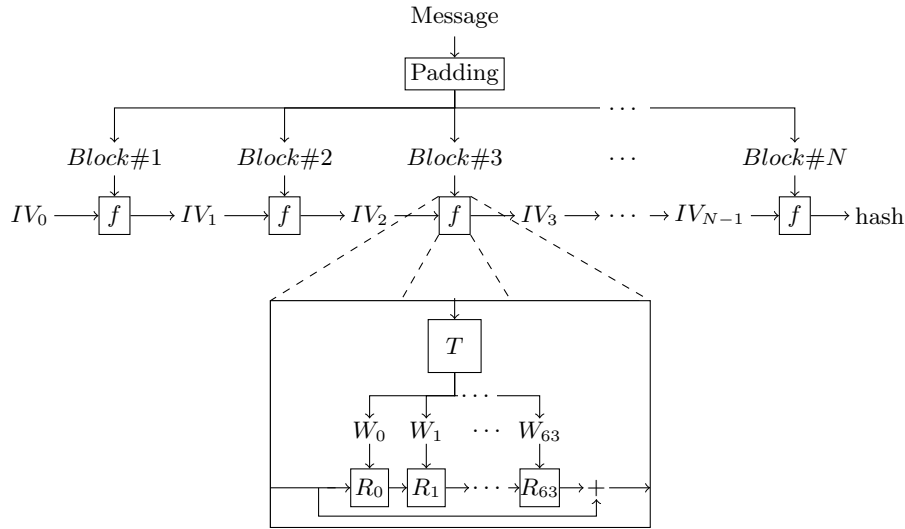 Message
Padding
· · ·
Block#1 Block#2 Block#3 · · · Block#N
IV₀ f IV₁ f IV₂ f IV₃ · · · IV_{N−1} f hash
T
· · ·
W₀ W₁ · · · W₆₃
R₀ R₁ · · · R₆₃ +